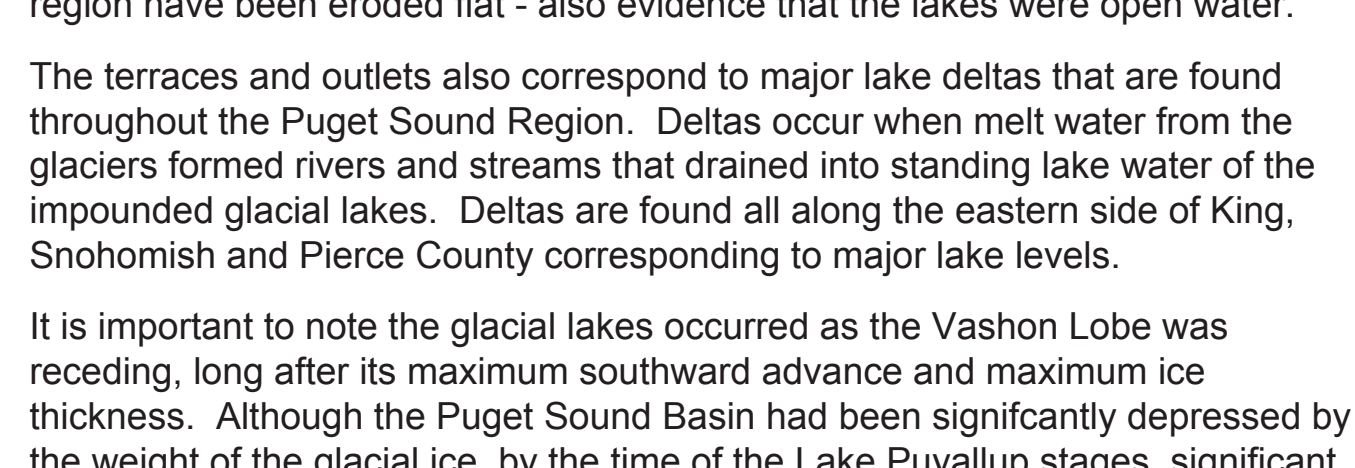 region have been eroded flat - also evidence that the lakes were open water.
The terraces and outlets also correspond to major lake deltas that are found
throughout the Puget Sound Region.  Deltas occur when melt water from the
glaciers formed rivers and streams that drained into standing lake water of the
impounded glacial lakes.  Deltas are found all along the eastern side of King,
Snohomish and Pierce County corresponding to major lake levels.
It is important to note the glacial lakes occurred as the Vashon Lobe was
receding, long after its maximum southward advance and maximum ice
thickness.  Although the Puget Sound Basin had been signifcantly depressed by
the weight of the glacial ice, by the time of the Lake Puyallup stages, significant